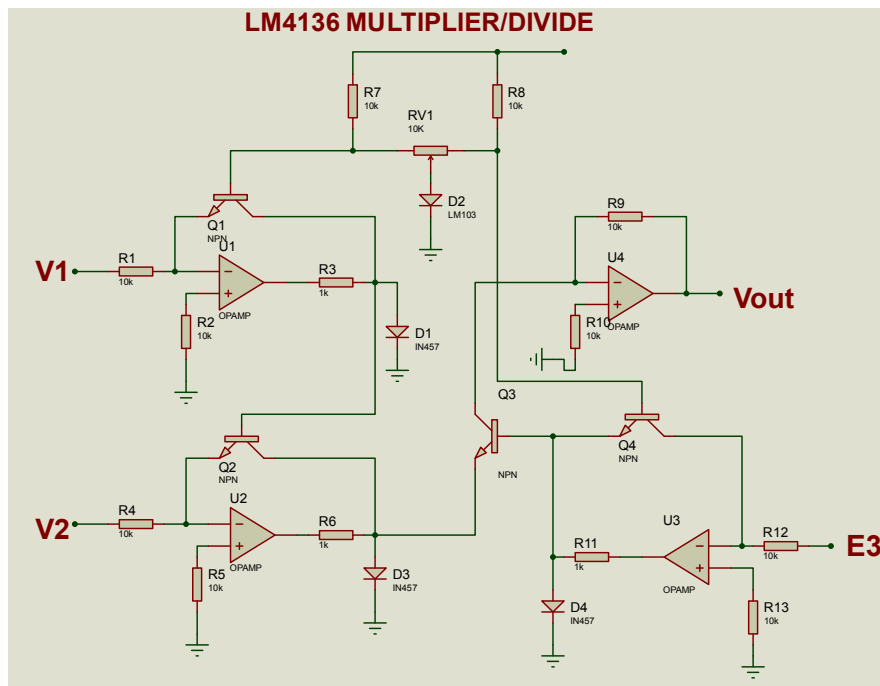 LM4136 MULTIPLIER/DIVIDE
R7
10k
R8
10k
RV1
10K
D2
LM103
Q1
NPN
U1
OPAMP
V1
R1
10k
R2
10k
R3
1k
D1
IN457
R9
10k
U4
OPAMP
R10
10k
Vout
Q3
NPN
Q4
NPN
Q2
NPN
U2
OPAMP
V2
R4
10k
R5
10k
R6
1k
D3
IN457
R11
1k
U3
OPAMP
R12
10k
E3
D4
IN457
R13
10k